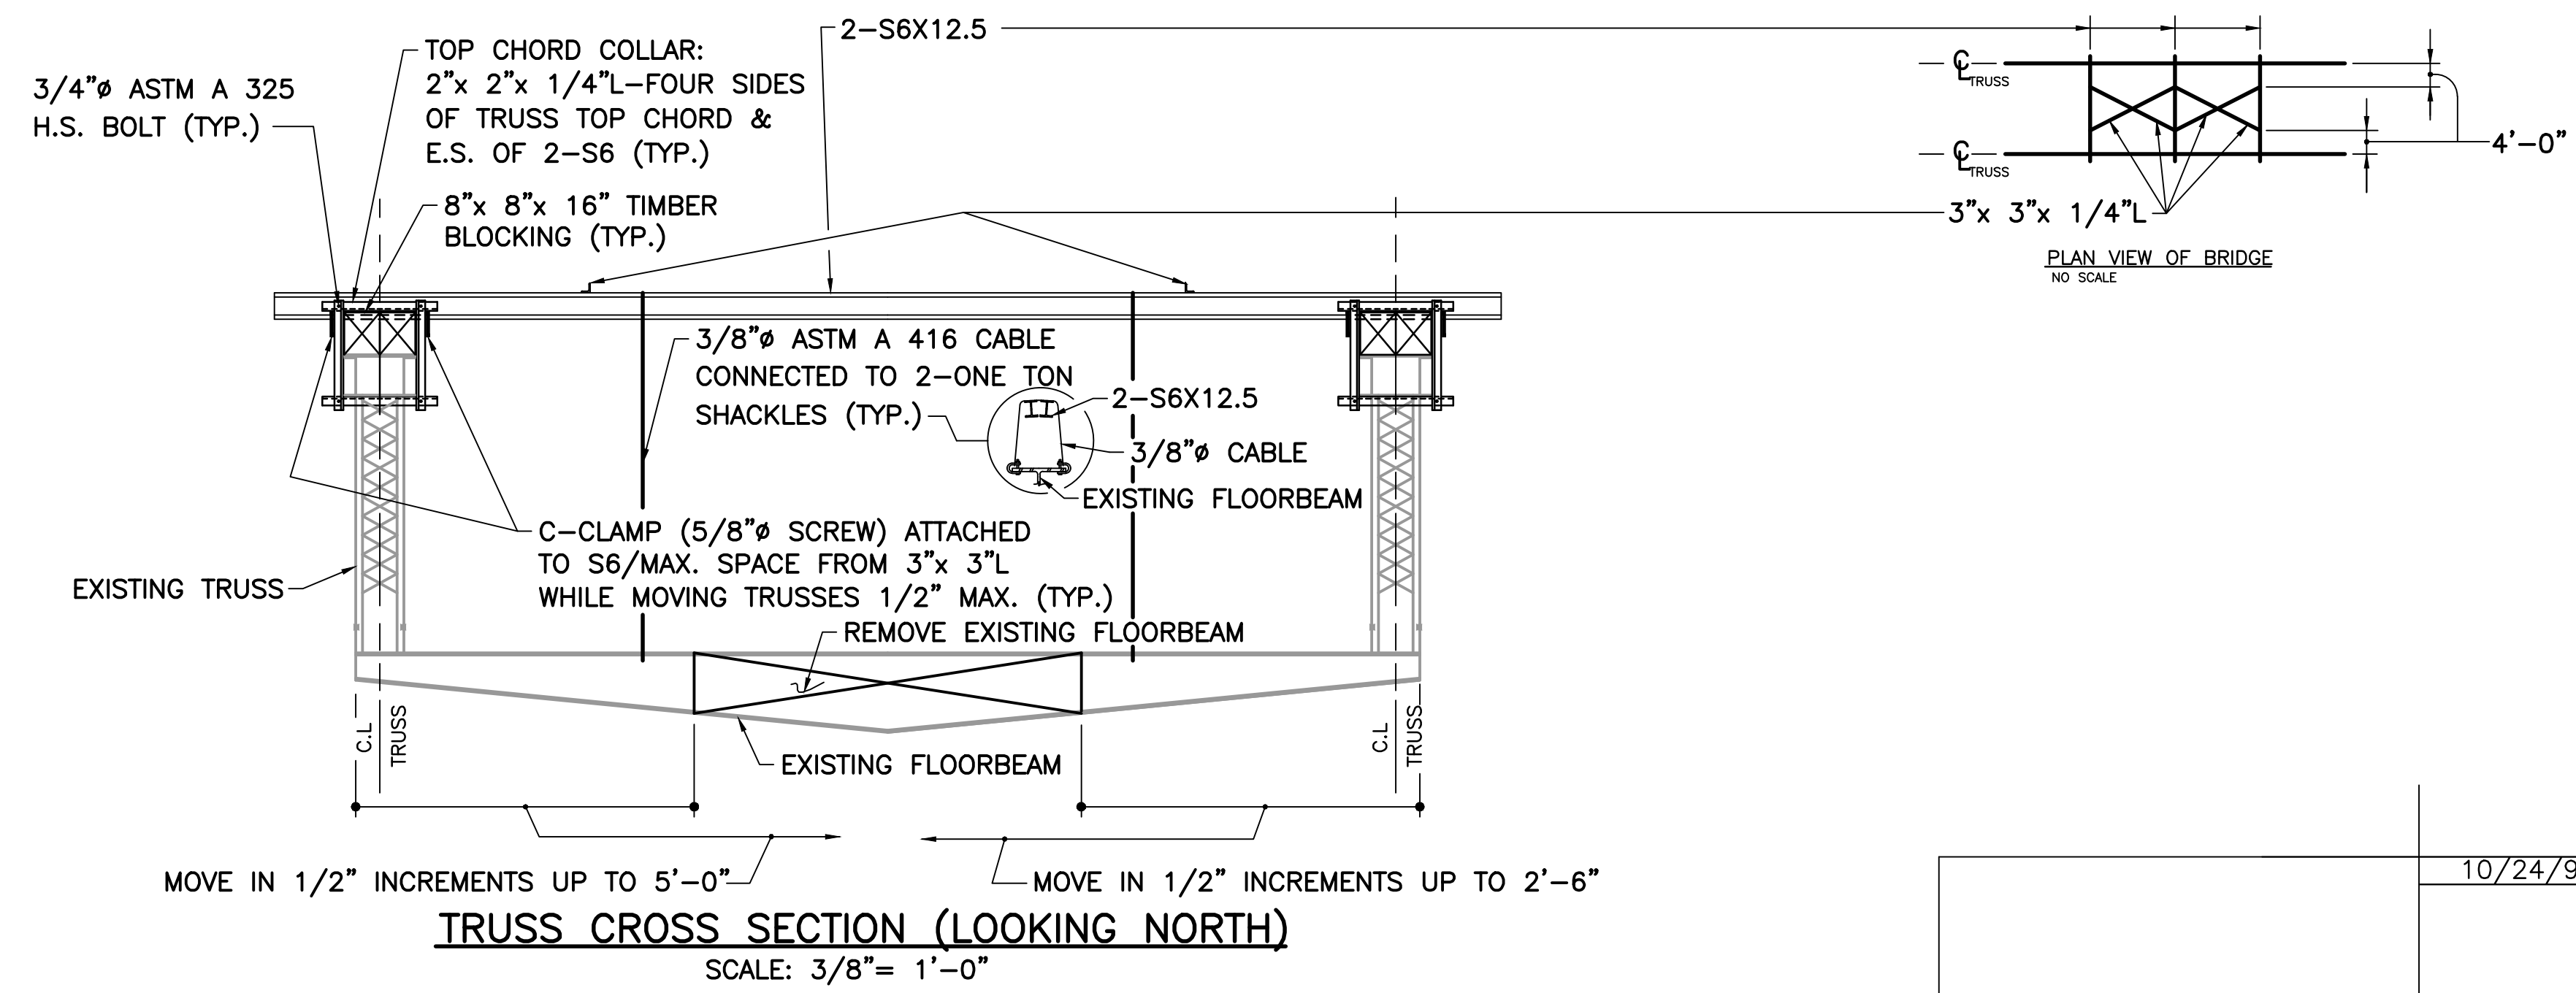 2-S6X12.5
TOP CHORD COLLAR:
2"x 2"x 1/4"L-FOUR SIDES
OF TRUSS TOP CHORD &
E.S. OF 2-S6 (TYP.)
3/4"ø ASTM A 325
H.S. BOLT (TYP.)
8"x 8"x 16" TIMBER
BLOCKING (TYP.)
℄ TRUSS
℄ TRUSS
4'-0"
3"x 3"x 1/4"L
PLAN VIEW OF BRIDGE
NO SCALE
3/8"ø ASTM A 416 CABLE
CONNECTED TO 2-ONE TON
SHACKLES (TYP.)
2-S6X12.5
3/8"ø CABLE
EXISTING FLOORBEAM
C-CLAMP (5/8"ø SCREW) ATTACHED
TO S6/MAX. SPACE FROM 3"x 3"L
WHILE MOVING TRUSSES 1/2" MAX. (TYP.)
EXISTING TRUSS
REMOVE EXISTING FLOORBEAM
C.L
TRUSS
C.L
TRUSS
EXISTING FLOORBEAM
MOVE IN 1/2" INCREMENTS UP TO 5'-0"
MOVE IN 1/2" INCREMENTS UP TO 2'-6"
TRUSS CROSS SECTION (LOOKING NORTH)
SCALE: 3/8"= 1'-0"
10/24/9